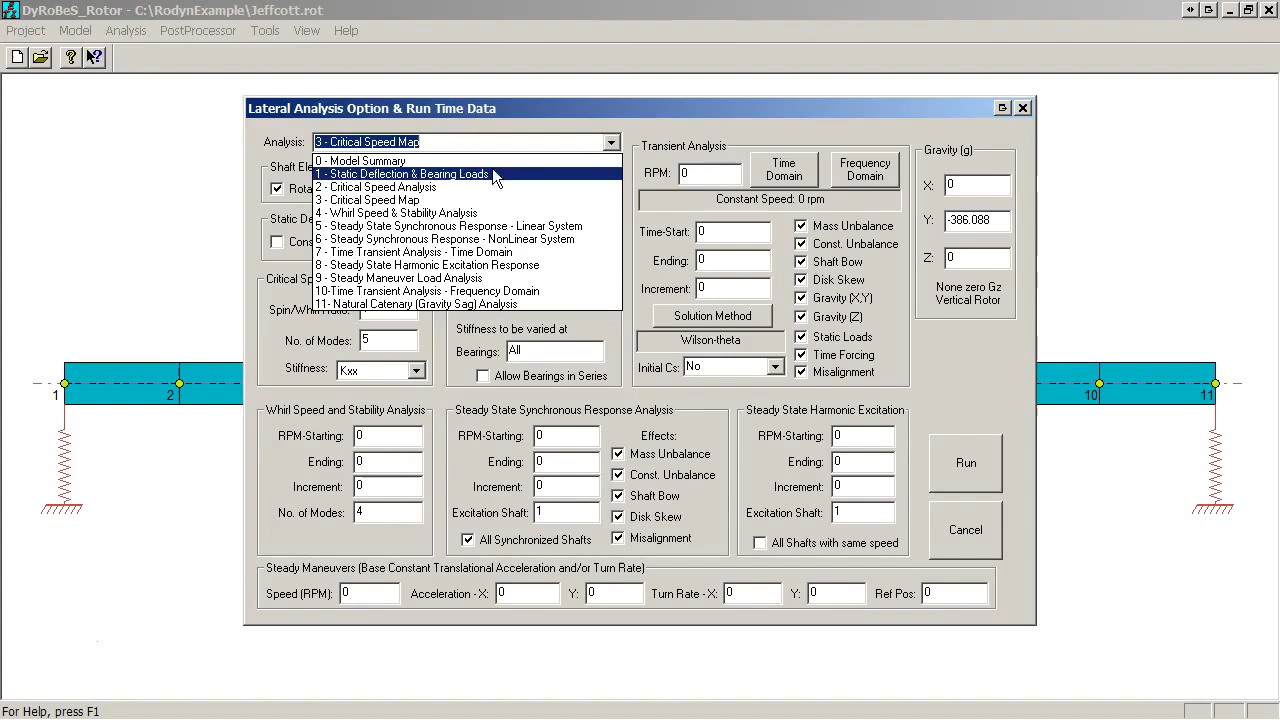 DyRoBeS_Rotor - C:\RodynExample\Jeffcott.rot
Project Model Analysis PostProcessor Tools View Help
Lateral Analysis Option & Run Time Data
Analysis: 3 - Critical Speed Map
0 - Model Summary
1 - Static Deflection & Bearing Loads
2 - Critical Speed Analysis
3 - Critical Speed Map
4 - Whirl Speed & Stability Analysis
5 - Steady State Synchronous Response - Linear System
6 - Steady Synchronous Response - NonLinear System
7 - Time Transient Analysis - Time Domain
8 - Steady State Harmonic Excitation Response
9 - Steady Maneuver Load Analysis
10-Time Transient Analysis - Frequency Domain
11- Natural Catenary (Gravity Sag) Analysis
Shaft El
Rota
Static De
Cons
Critical S
Spin/Whirl Ratio:
No. of Modes: 5
Stiffness: Kxx
Stiffness to be varied at
Bearings: All
Allow Bearings in Series
Transient Analysis
RPM: 0
Time Domain
Frequency Domain
Constant Speed: 0 rpm
Time-Start: 0
Ending: 0
Increment: 0
Solution Method
Wilson-theta
Initial Cs: No
Mass Unbalance
Const. Unbalance
Shaft Bow
Disk Skew
Gravity (X,Y)
Gravity (Z)
Static Loads
Time Forcing
Misalignment
Gravity (g)
X: 0
Y: -386.088
Z: 0
None zero Gz
Vertical Rotor
1 2 10 11
Whirl Speed and Stability Analysis
RPM-Starting: 0
Ending: 0
Increment: 0
No. of Modes: 4
Steady State Synchronous Response Analysis
RPM-Starting: 0
Ending: 0
Increment: 0
Excitation Shaft: 1
All Synchronized Shafts
Effects:
Mass Unbalance
Const. Unbalance
Shaft Bow
Disk Skew
Misalignment
Steady State Harmonic Excitation
RPM-Starting: 0
Ending: 0
Increment: 0
Excitation Shaft: 1
All Shafts with same speed
Run
Cancel
Steady Maneuvers (Base Constant Translational Acceleration and/or Turn Rate)
Speed (RPM): 0 Acceleration - X: 0 Y: 0 Turn Rate - X: 0 Y: 0 Ref Pos: 0
For Help, press F1